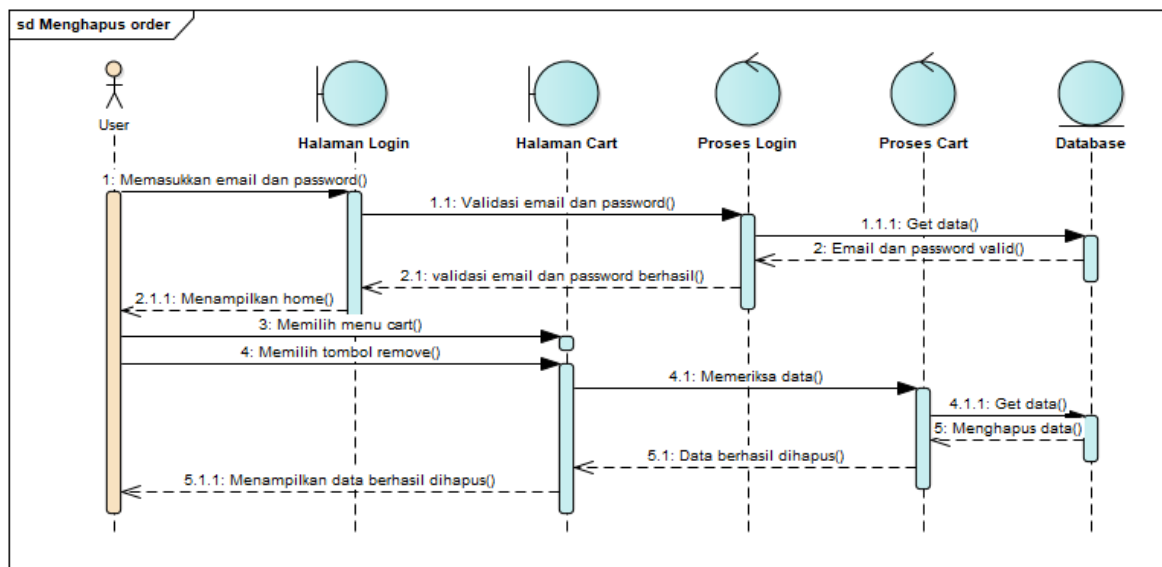 sd Menghapus order
User
Halaman Login
Halaman Cart
Proses Login
Proses Cart
Database
1: Memasukkan email dan password()
1.1: Validasi email dan password()
1.1.1: Get data()
2: Email dan password valid()
2.1: validasi email dan password berhasil()
2.1.1: Menampilkan home()
3: Memilih menu cart()
4: Memilih tombol remove()
4.1: Memeriksa data()
4.1.1: Get data()
5: Menghapus data()
5.1: Data berhasil dihapus()
5.1.1: Menampilkan data berhasil dihapus()